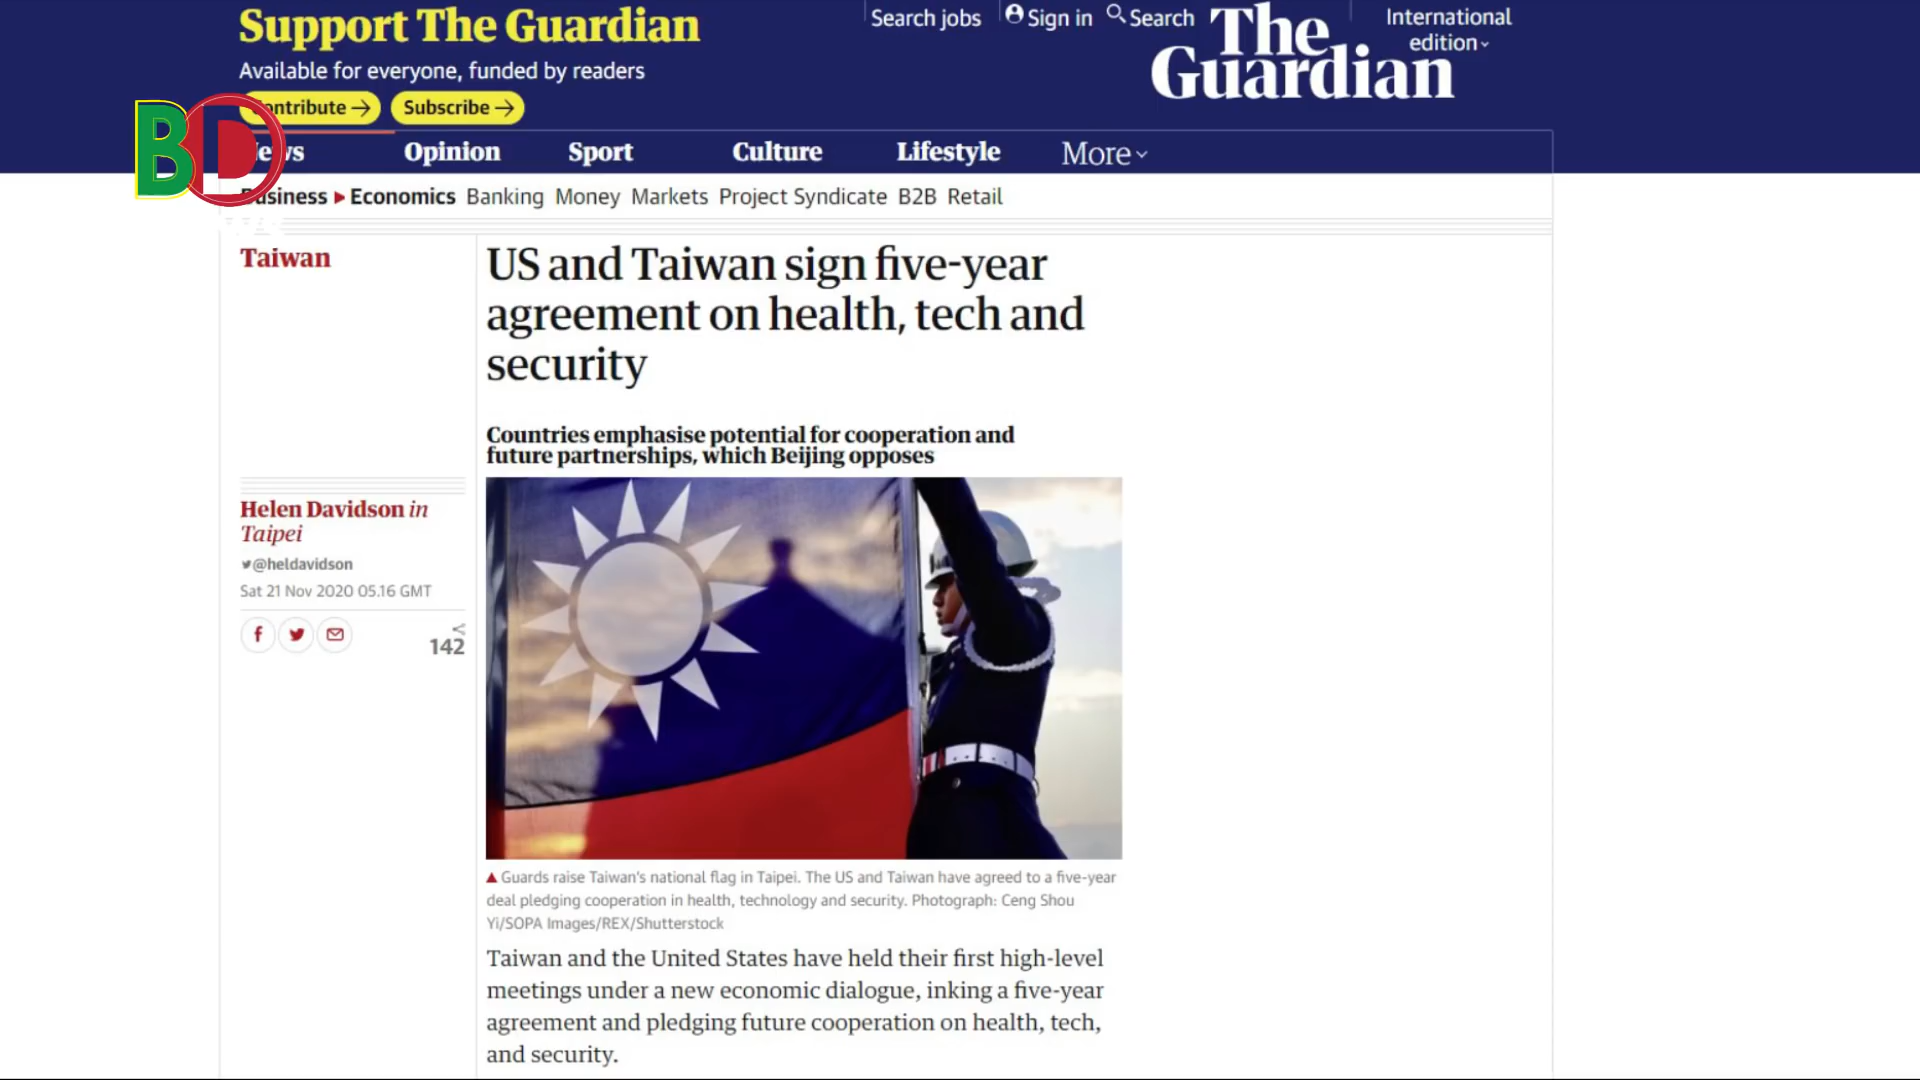 Support The Guardian
Available for everyone, funded by readers
Contribute →
Subscribe →
Search jobs
Sign in
Search
The Guardian
International edition
News
Opinion
Sport
Culture
Lifestyle
More
BD
Business
Economics
Banking
Money
Markets
Project Syndicate
B2B
Retail
Taiwan
US and Taiwan sign five-year
agreement on health, tech and
security
Countries emphasise potential for cooperation and
future partnerships, which Beijing opposes
Helen Davidson in
Taipei
@heldavidson
Sat 21 Nov 2020 05.16 GMT
142
Guards raise Taiwan's national flag in Taipei. The US and Taiwan have agreed to a five-year
deal pledging cooperation in health, technology and security. Photograph: Ceng Shou
Yi/SOPA Images/REX/Shutterstock
Taiwan and the United States have held their first high-level
meetings under a new economic dialogue, inking a five-year
agreement and pledging future cooperation on health, tech,
and security.